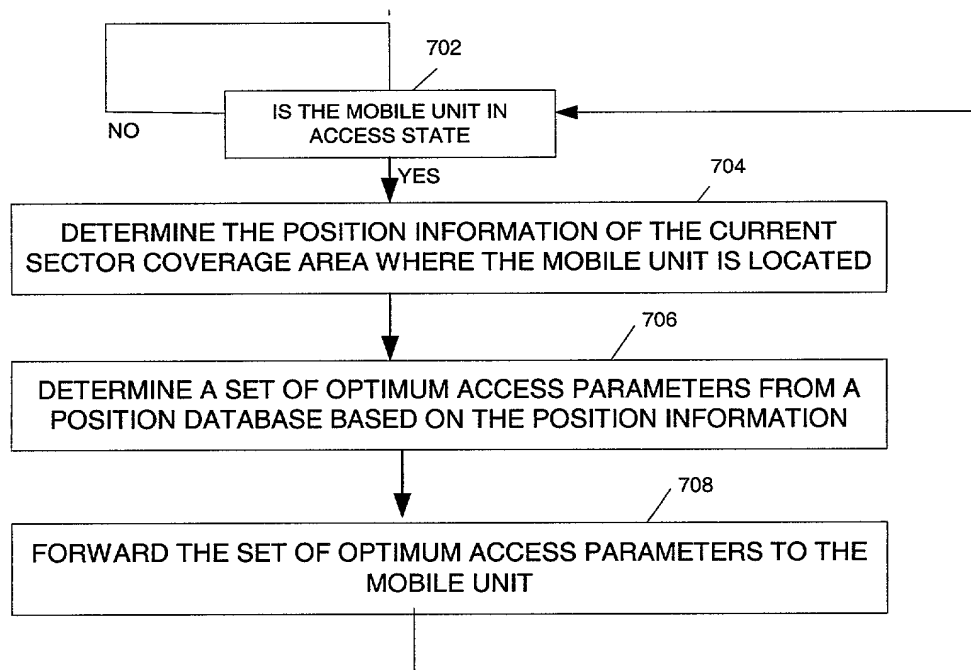 702
IS THE MOBILE UNIT IN
ACCESS STATE
NO
YES
704
DETERMINE THE POSITION INFORMATION OF THE CURRENT
SECTOR COVERAGE AREA WHERE THE MOBILE UNIT IS LOCATED
706
DETERMINE A SET OF OPTIMUM ACCESS PARAMETERS FROM A
POSITION DATABASE BASED ON THE POSITION INFORMATION
708
FORWARD THE SET OF OPTIMUM ACCESS PARAMETERS TO THE
MOBILE UNIT